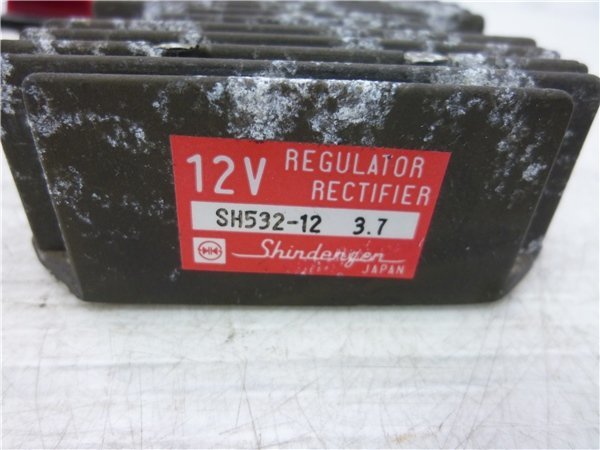 12V REGULATOR
RECTIFIER
SH532-12 3.7
Shindengen
JAPAN